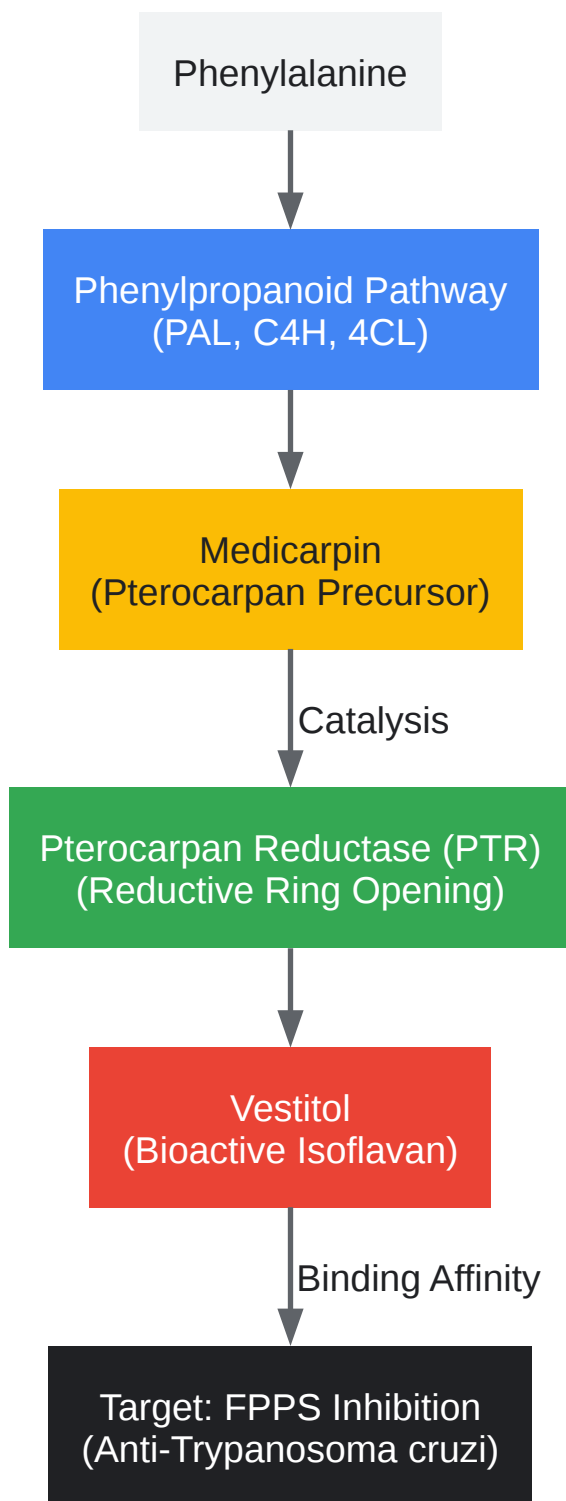 Phenylalanine
Phenylpropanoid Pathway
(PAL, C4H, 4CL)
Medicarpin
(Pterocarpan Precursor)
Catalysis
Pterocarpan Reductase (PTR)
(Reductive Ring Opening)
Vestitol
(Bioactive Isoflavan)
Binding Affinity
Target: FPPS Inhibition
(Anti-Trypanosoma cruzi)